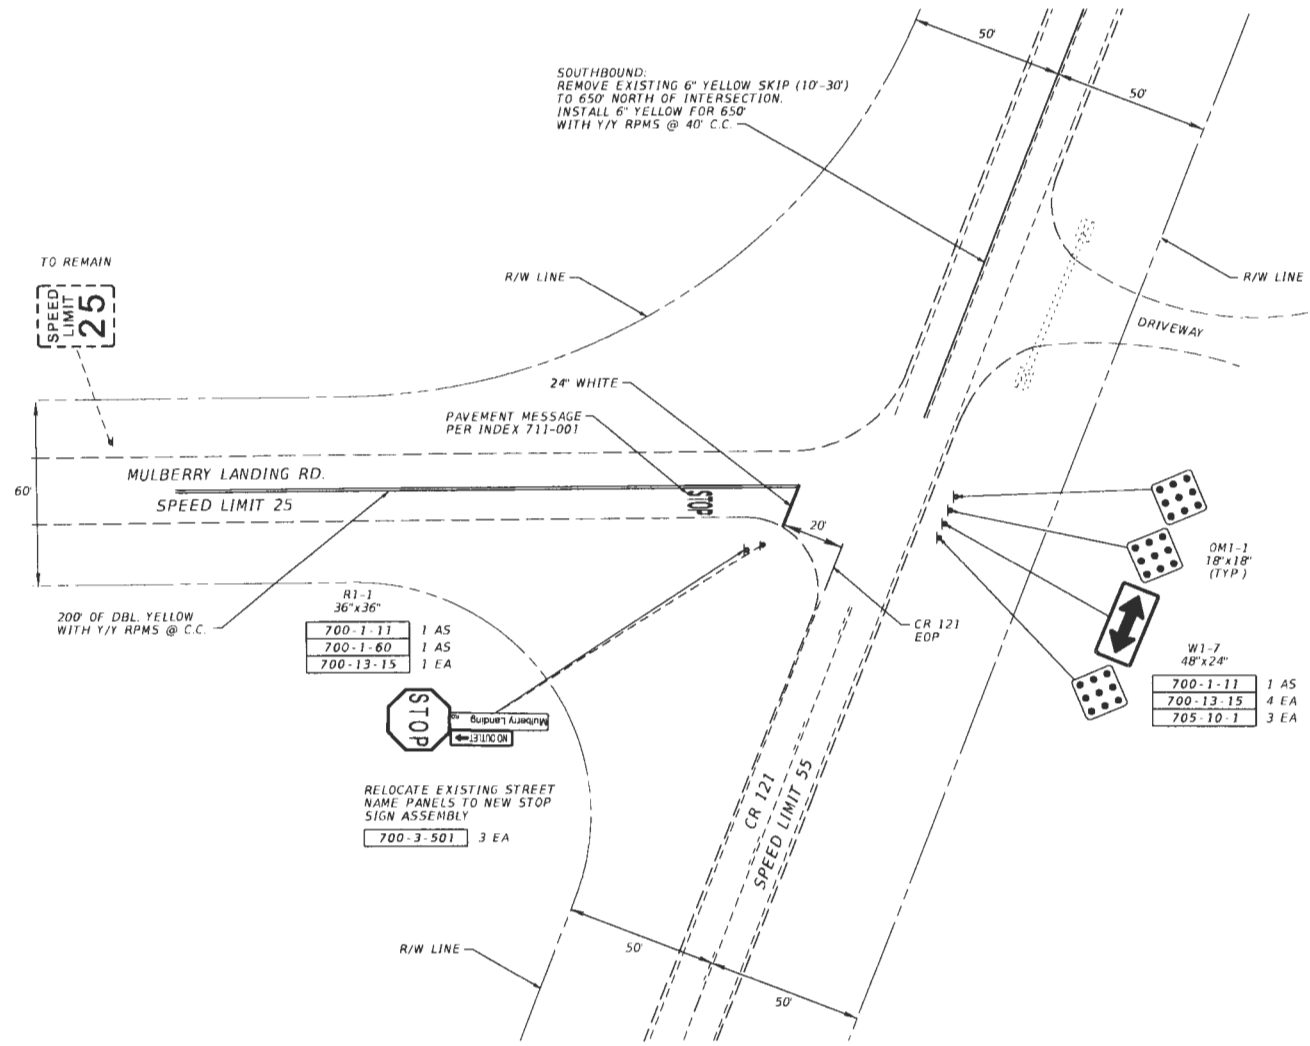 50'
50'
SOUTHBOUND:
REMOVE EXISTING 6" YELLOW SKIP (10'-30')
TO 650' NORTH OF INTERSECTION.
INSTALL 6" YELLOW FOR 650'
WITH Y/Y RPMS @ 40' C.C.
TO REMAIN
SPEED
LIMIT
25
R/W LINE
R/W LINE
DRIVEWAY
24" WHITE
PAVEMENT MESSAGE
PER INDEX 711-001
60'
MULBERRY LANDING RD.
SPEED LIMIT 25
STOP
20'
OM1-1
18"x18"
(TYP)
200' OF DBL. YELLOW
WITH Y/Y RPMS @ C.C.
R1-1
36"x36"
700-1-11 1 AS
700-1-60 1 AS
700-13-15 1 EA
CR 121
EOP
W1-7
48"x24"
700-1-11 1 AS
700-13-15 4 EA
705-10-1 3 EA
STOP
Mulberry Landing
NO OUTLET
RELOCATE EXISTING STREET
NAME PANELS TO NEW STOP
SIGN ASSEMBLY
700-3-501 3 EA
CR 121
SPEED LIMIT 55
R/W LINE
50'
50'